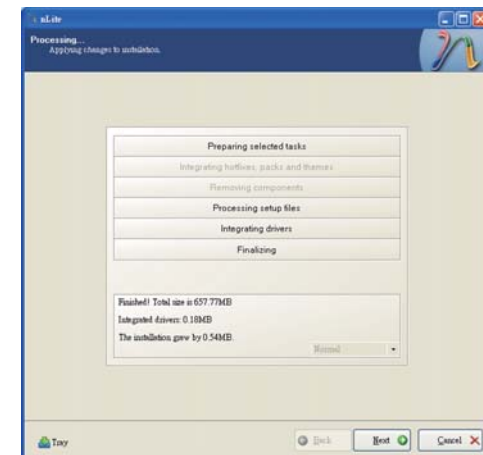 nLite
Processing...
Applying changes to installation.
Preparing selected tasks
Integrating hotfixes, packs and themes
Removing components
Processing setup files
Integrating drivers
Finalizing
Finished! Total size is 657.77MB
Integrated drivers: 0.18MB
The installation grew by 0.54MB.
Normal
Tray
Back
Next
Cancel